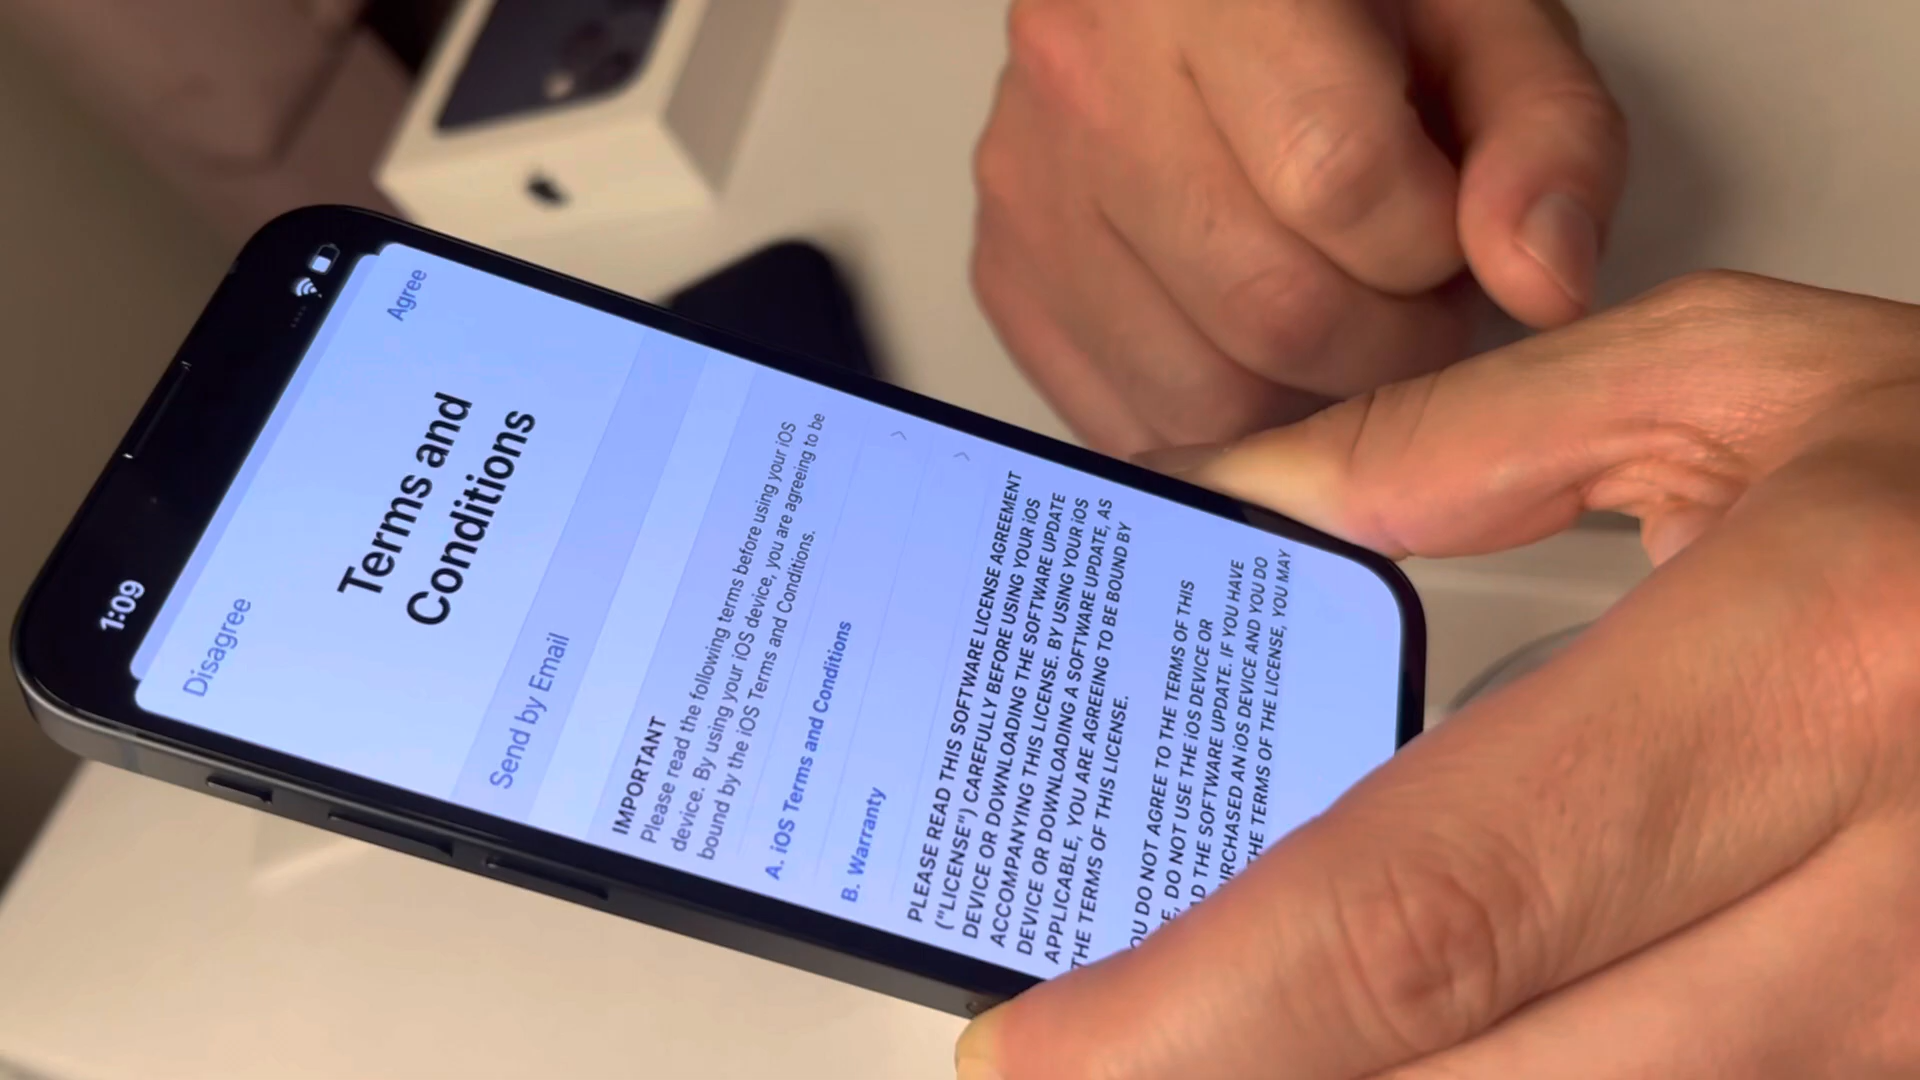 1:09
Disagree
Agree
Terms and
Conditions
Send by Email
IMPORTANT
Please read the following terms before using your iOS
device. By using your iOS device, you are agreeing to be
bound by the iOS Terms and Conditions.
A. iOS Terms and Conditions
B. Warranty
PLEASE READ THIS SOFTWARE LICENSE AGREEMENT
("LICENSE") CAREFULLY BEFORE USING YOUR iOS
DEVICE OR DOWNLOADING THE SOFTWARE UPDATE
ACCOMPANYING THIS LICENSE. BY USING YOUR iOS
DEVICE OR DOWNLOADING A SOFTWARE UPDATE, AS
APPLICABLE, YOU ARE AGREEING TO BE BOUND BY
THE TERMS OF THIS LICENSE.
OU DO NOT AGREE TO THE TERMS OF THIS
E, DO NOT USE THE iOS DEVICE OR
D THE SOFTWARE UPDATE. IF YOU HAVE
URCHASED AN iOS DEVICE AND YOU DO
THE TERMS OF THE LICENSE, YOU MAY